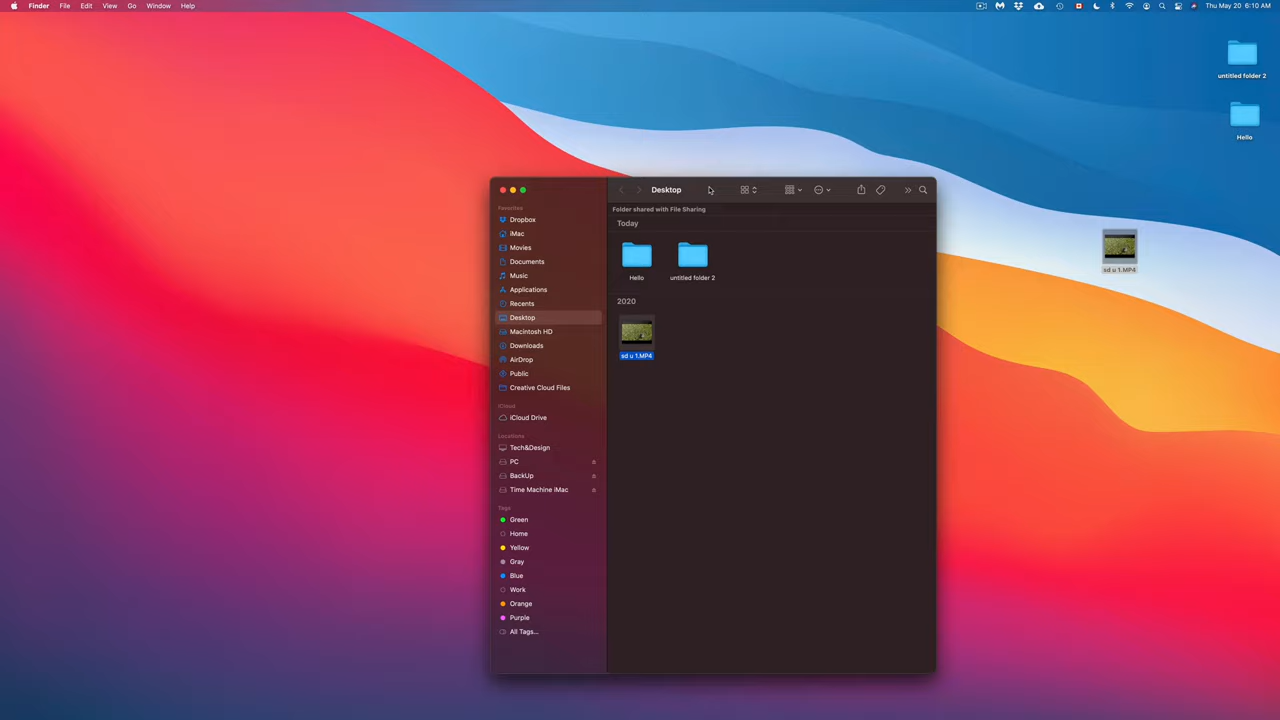 Finder File Edit View Go Window Help
Thu May 20 6:10 AM
untitled folder 2
Hello
sd u 1.MP4
Desktop
Folder shared with File Sharing
Today
Hello
untitled folder 2
2020
sd u 1.MP4
Favorites
Dropbox
iMac
Movies
Documents
Music
Applications
Recents
Desktop
Macintosh HD
Downloads
AirDrop
Public
Creative Cloud Files
iCloud
iCloud Drive
Locations
Tech&Design
PC
BackUp
Time Machine iMac
Tags
Green
Home
Yellow
Gray
Blue
Work
Orange
Purple
All Tags...